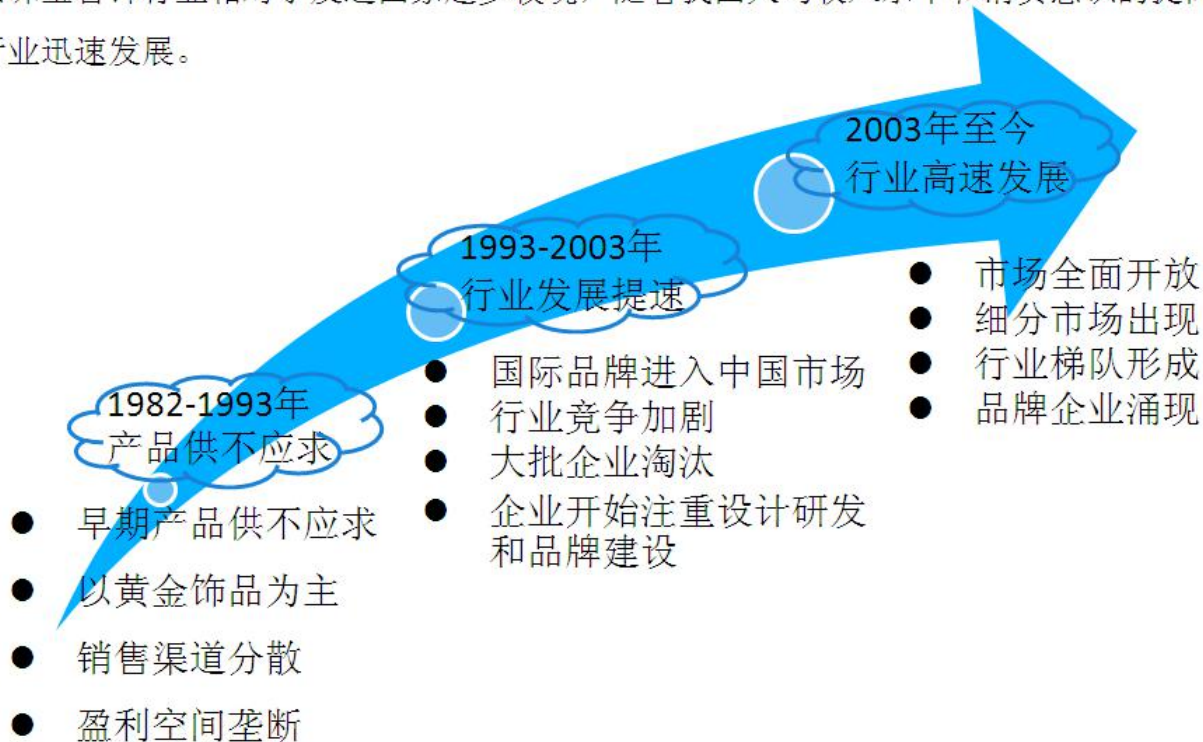 行业迅速发展。
2003年至今
行业高速发展
1993-2003年
行业发展提速
市场全面开放
细分市场出现
行业梯队形成
品牌企业涌现
国际品牌进入中国市场
行业竞争加剧
大批企业淘汰
企业开始注重设计研发
和品牌建设
1982-1993年
产品供不应求
早期产品供不应求
以黄金饰品为主
销售渠道分散
盈利空间垄断